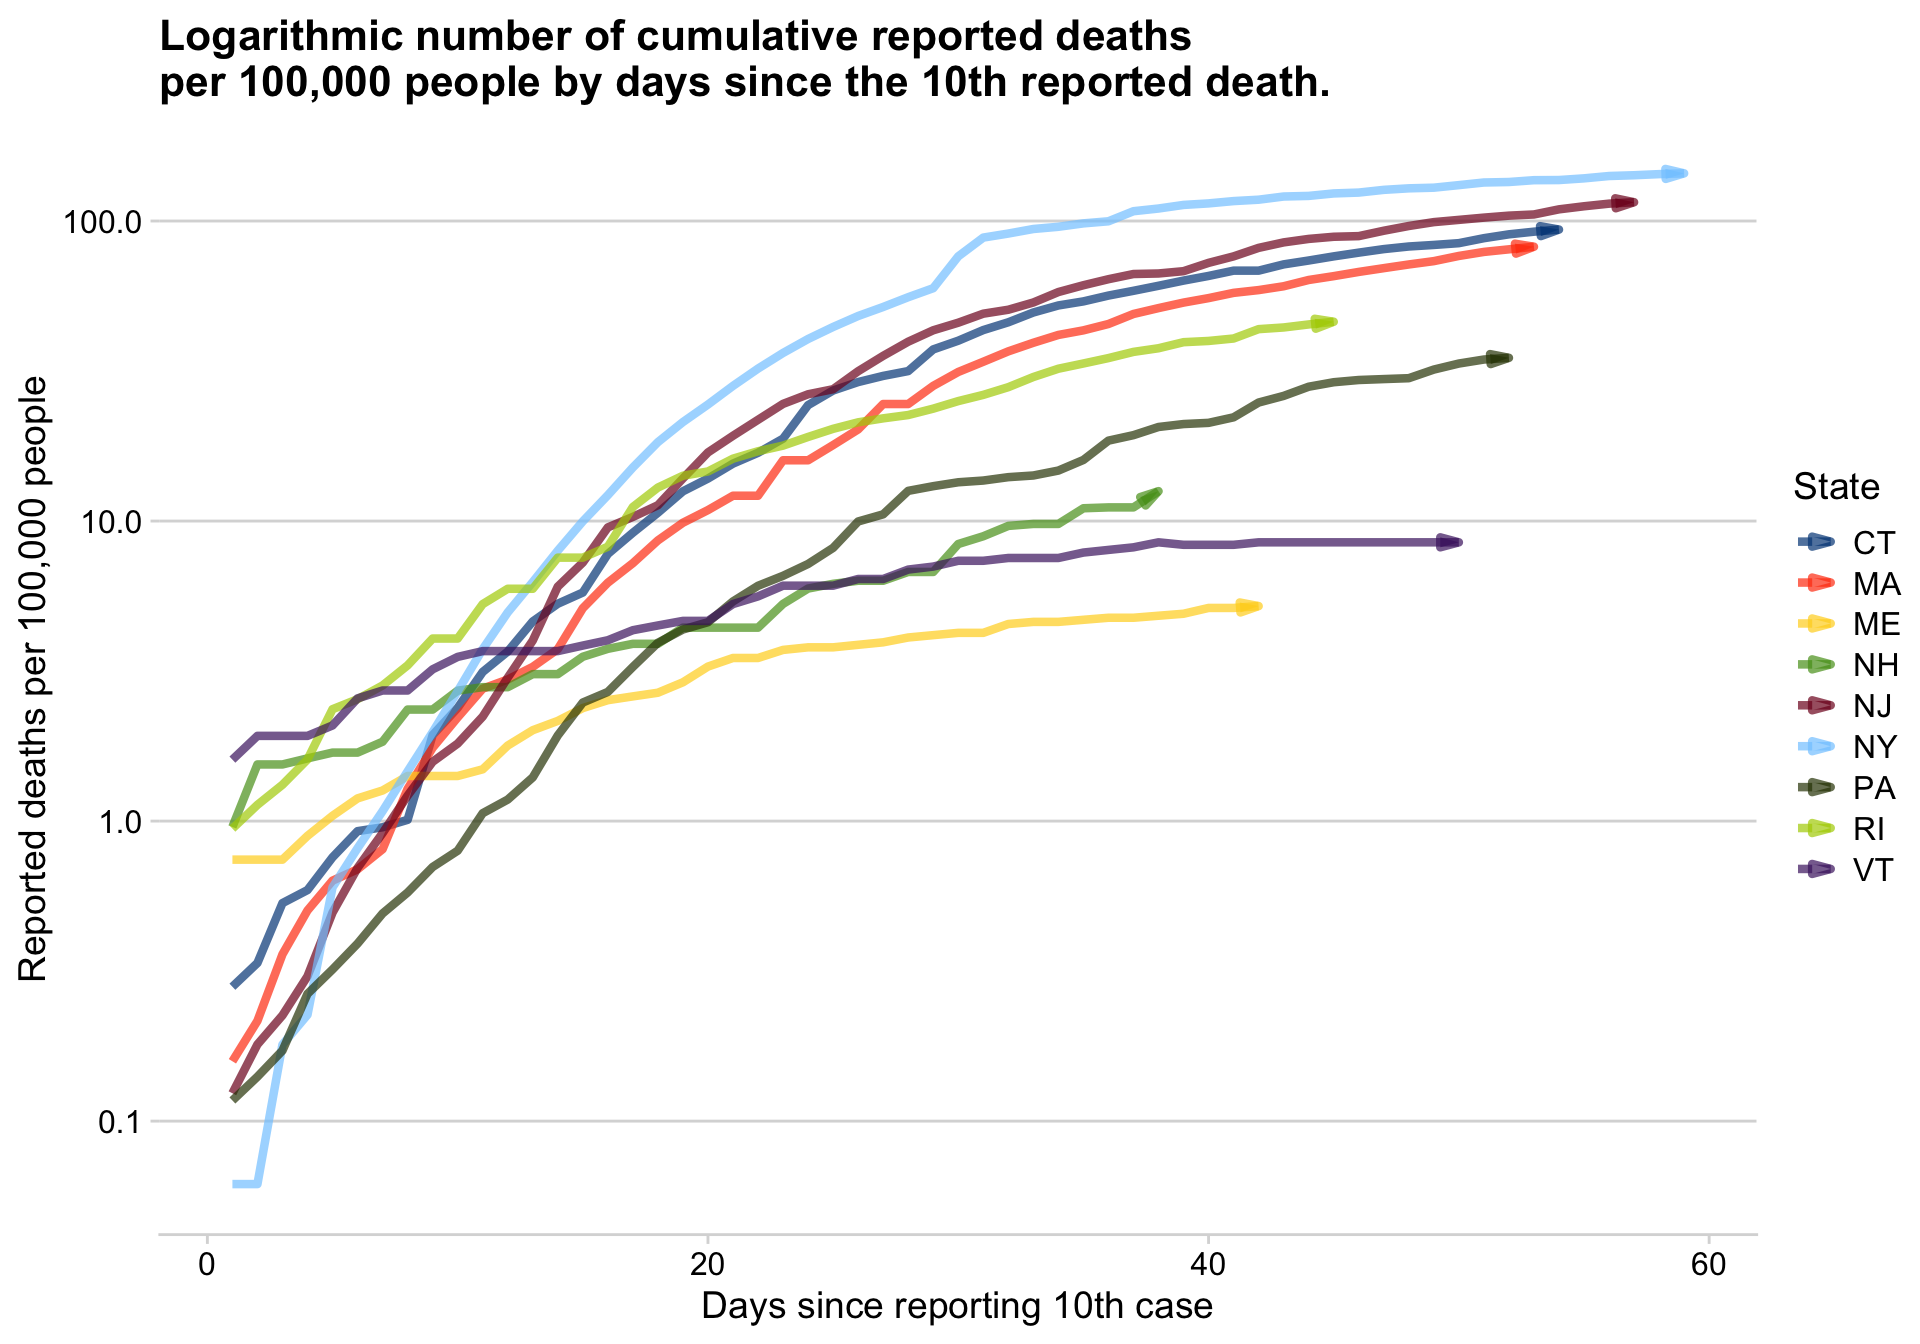 Logarithmic number of cumulative reported deaths
per 100,000 people by days since the 10th reported death.
Reported deaths per 100,000 people
100.0
10.0
1.0
0.1
0
20
40
60
Days since reporting 10th case
State
CT
MA
ME
NH
NJ
NY
PA
RI
VT